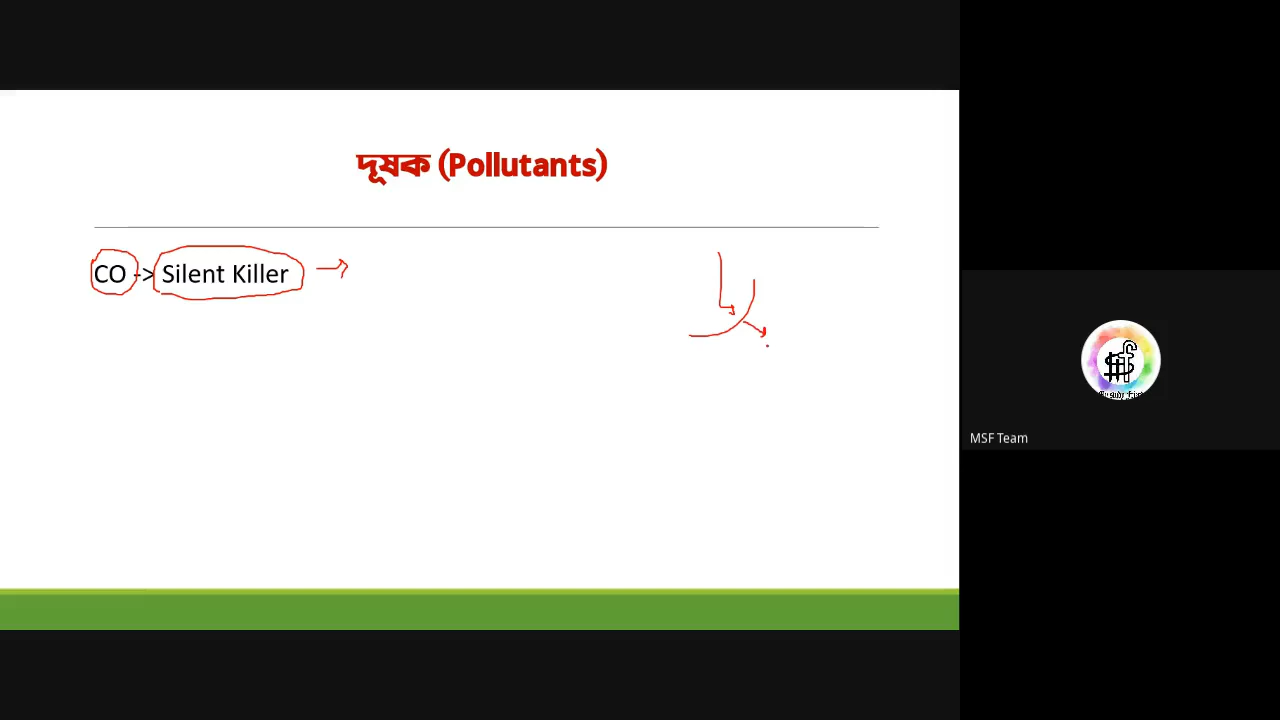 দূষক (Pollutants)
CO -> Silent Killer
MSF Team